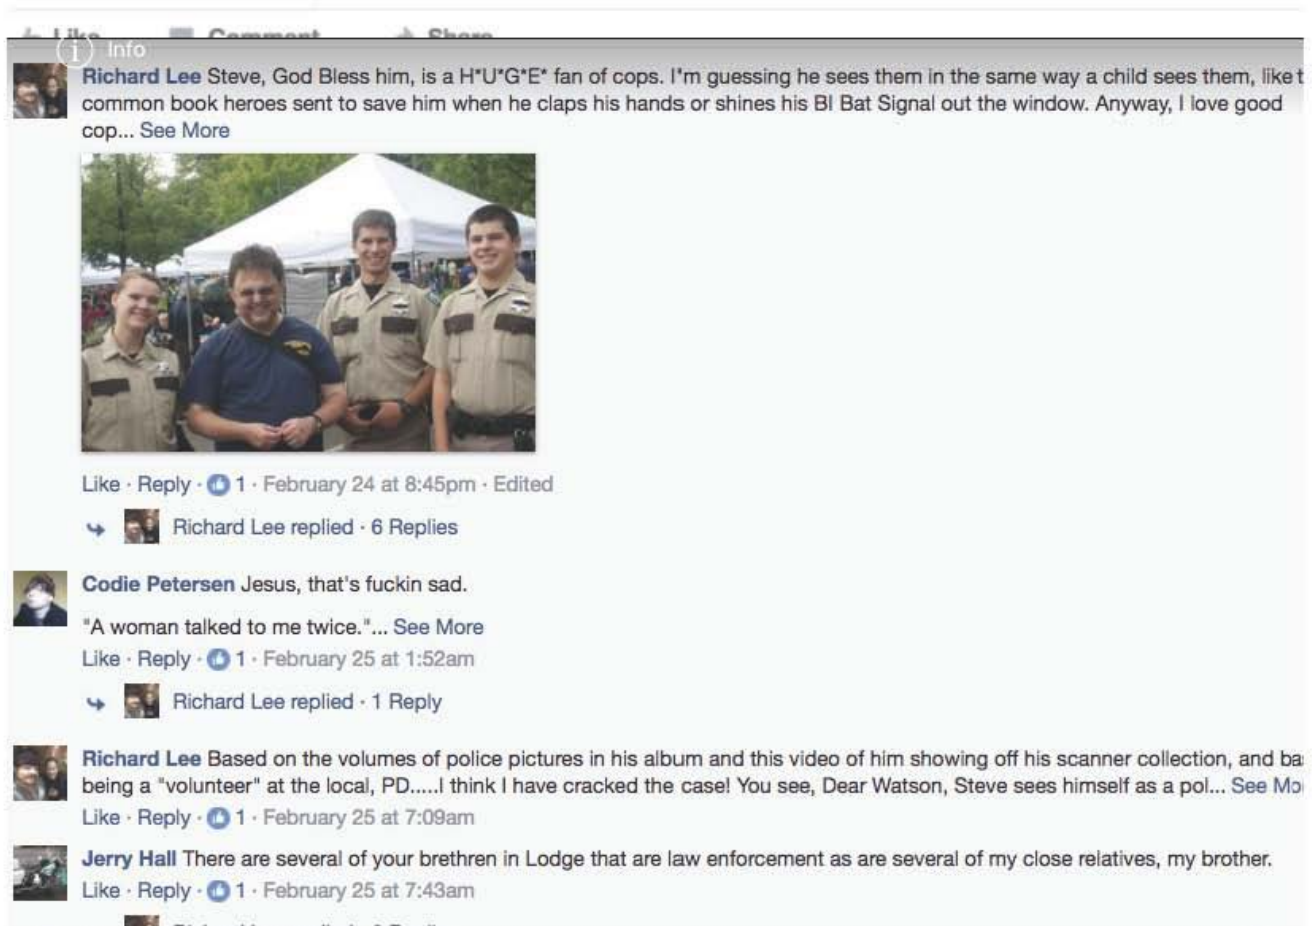 Like Comment Share
Info
Richard Lee Steve, God Bless him, is a H*U*G*E* fan of cops. I'm guessing he sees them in the same way a child sees them, like t
common book heroes sent to save him when he claps his hands or shines his BI Bat Signal out the window. Anyway, I love good
cop... See More
Like · Reply · 1 · February 24 at 8:45pm · Edited
Richard Lee replied · 6 Replies
Codie Petersen Jesus, that's fuckin sad.
"A woman talked to me twice."... See More
Like · Reply · 1 · February 25 at 1:52am
Richard Lee replied · 1 Reply
Richard Lee Based on the volumes of police pictures in his album and this video of him showing off his scanner collection, and ba
being a "volunteer" at the local, PD.....I think I have cracked the case! You see, Dear Watson, Steve sees himself as a pol... See Mo
Like · Reply · 1 · February 25 at 7:09am
Jerry Hall There are several of your brethren in Lodge that are law enforcement as are several of my close relatives, my brother.
Like · Reply · 1 · February 25 at 7:43am